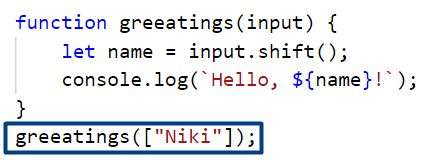 function greeatings(input) {
    let name = input.shift();
    console.log(`Hello, ${name}!`);
}
greeatings(["Niki"]);